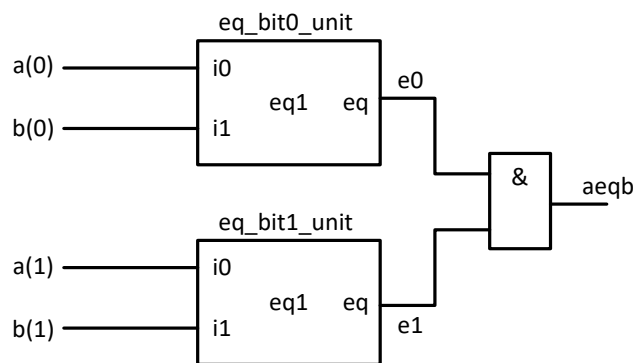 eq_bit0_unit
a(0)
i0
e0
eq1
eq
b(0)
i1
&
aeqb
eq_bit1_unit
a(1)
i0
eq1
eq
e1
b(1)
i1